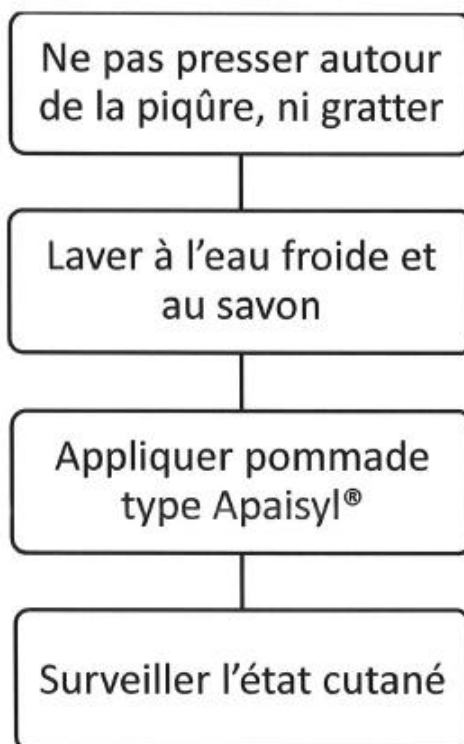 Ne pas presser autour
de la piqûre, ni gratter
Laver à l'eau froide et
au savon
Appliquer pommade
type Apaisyl®
Surveiller l'état cutané